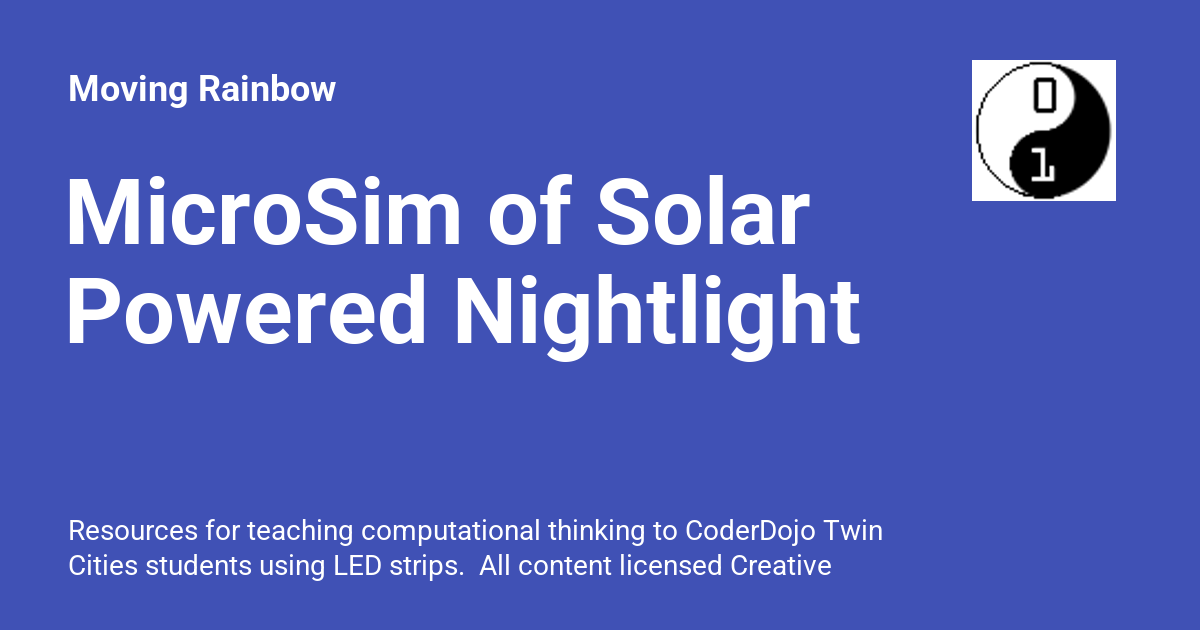 Moving Rainbow
0
1
MicroSim of Solar
Powered Nightlight
Resources for teaching computational thinking to CoderDojo Twin
Cities students using LED strips.  All content licensed Creative